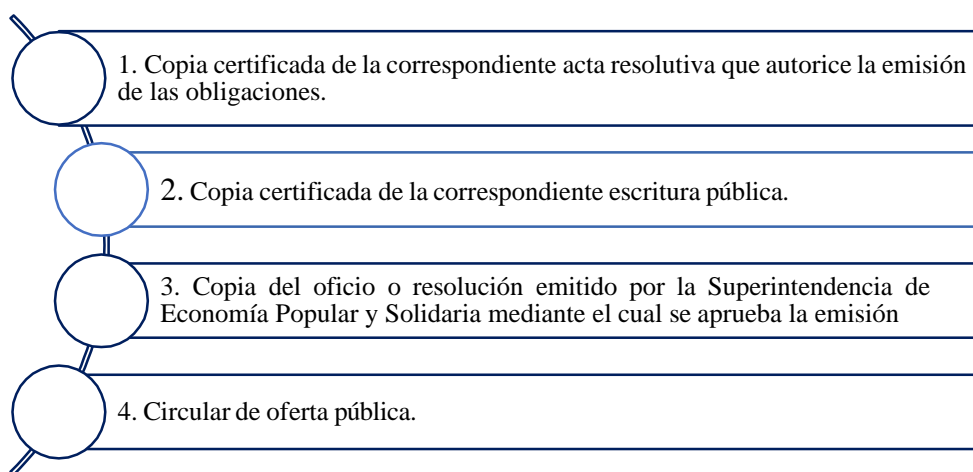 1. Copia certificada de la correspondiente acta resolutiva que autorice la emisión
de las obligaciones.
2. Copia certificada de la correspondiente escritura pública.
3. Copia del oficio o resolución emitido por la Superintendencia de
Economía Popular y Solidaria mediante el cual se aprueba la emisión
4. Circular de oferta pública.